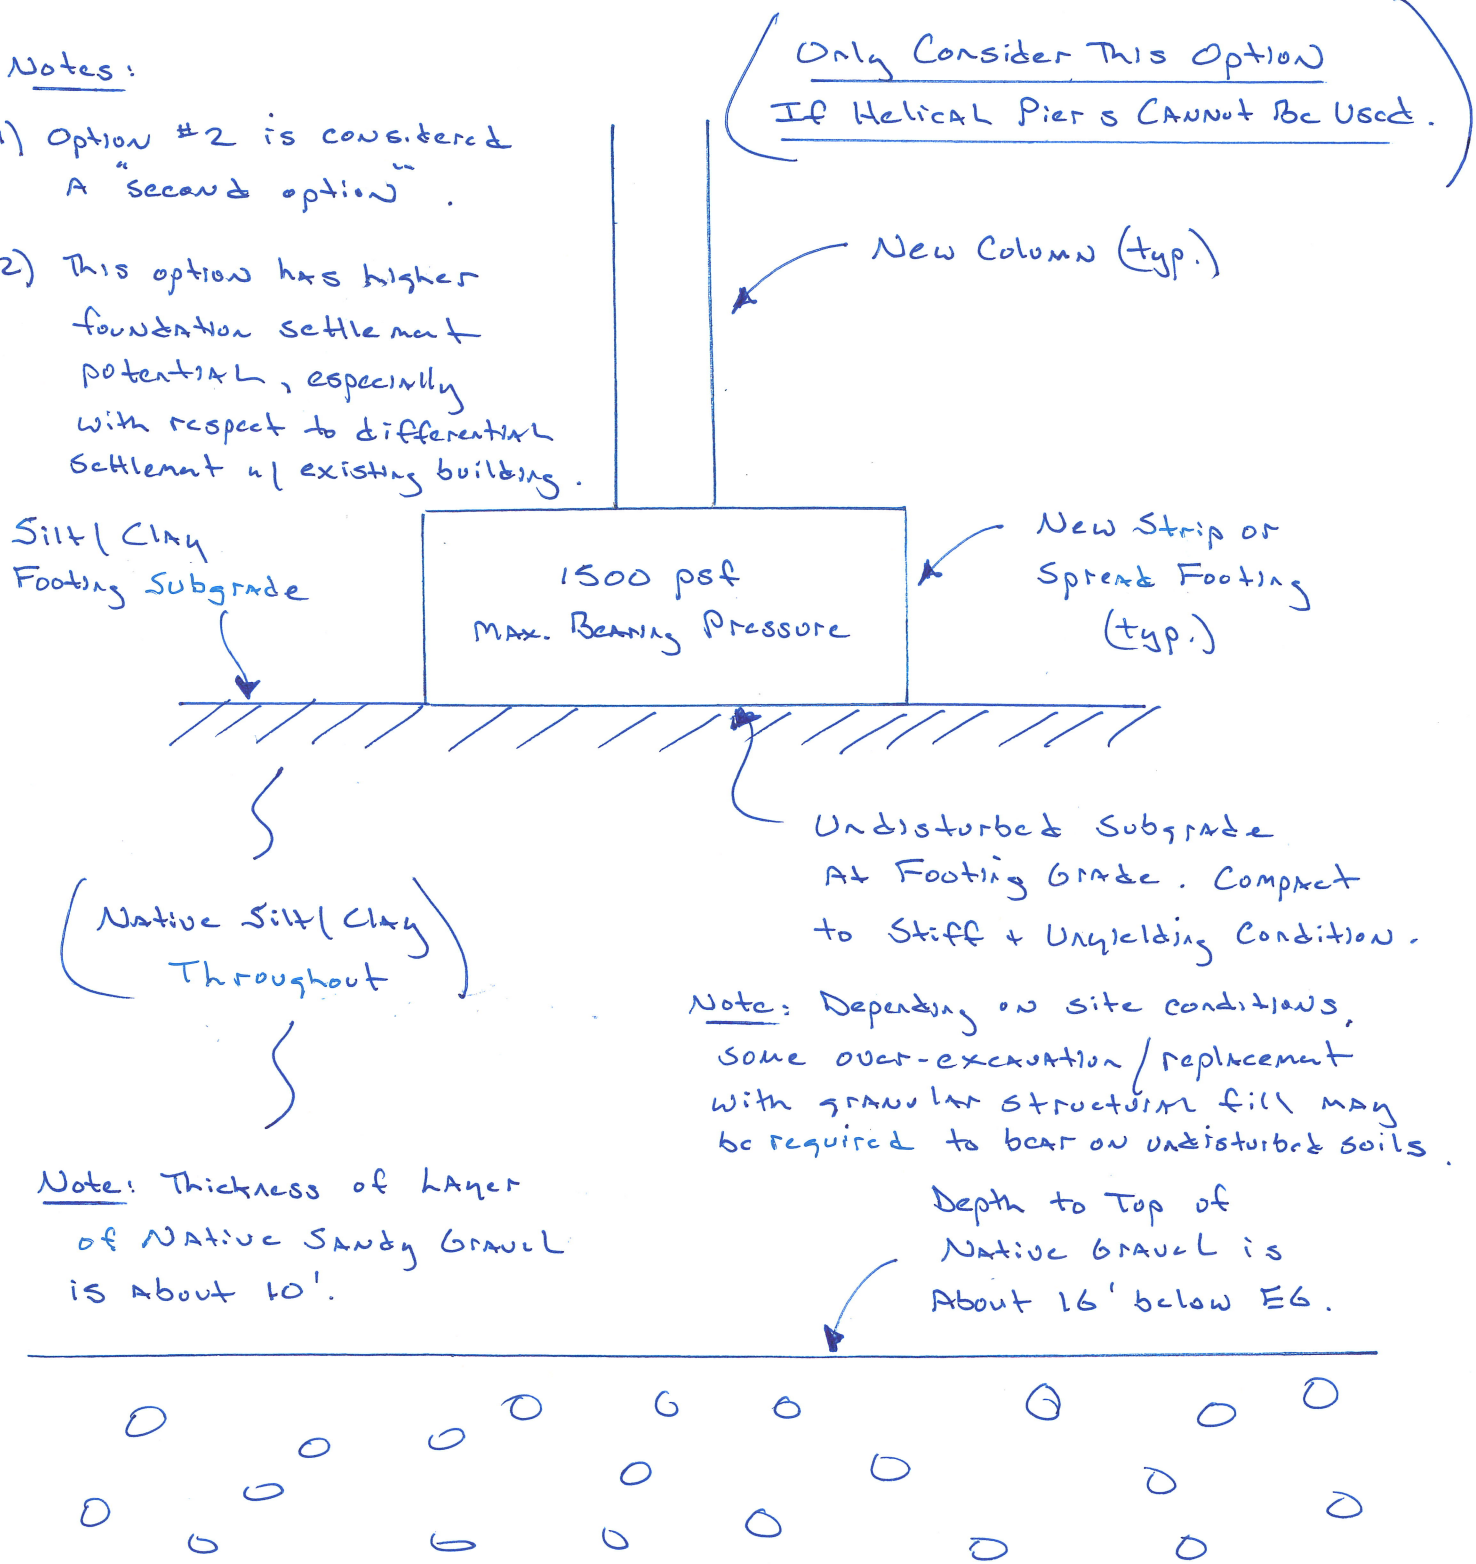 Notes:
1) Option #2 is considered
A "second option".
2) This option has higher
foundation settlement
potential, especially
with respect to differential
settlement w/ existing building.
Only Consider This Option
If Helical Piers Cannot Be Used.
New Column (typ.)
Silt/Clay
Footing Subgrade
1500 psf
Max. Bearing Pressure
New Strip or
Spread Footing
(typ.)
Undisturbed Subgrade
At Footing Grade. Compact
to Stiff + Unyielding Condition.
(Native Silt/Clay
Throughout)
Note: Depending on site conditions,
some over-excavation/replacement
with granular structural fill may
be required to bear on undisturbed soils.
Note: Thickness of Layer
of Native Sandy Gravel
is About 10'.
Depth to Top of
Native Gravel is
About 16' below EG.